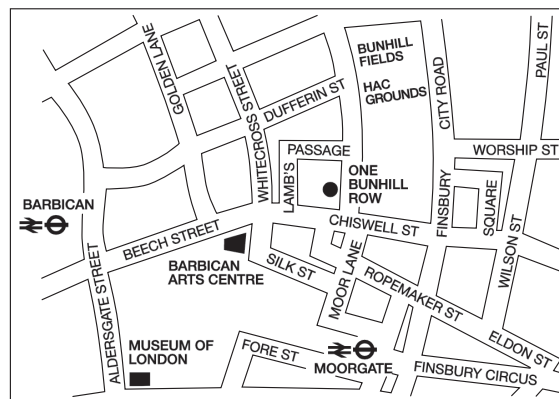 GOLDEN LANE
WHITECROSS STREET
BUNHILL
FIELDS
HAC
GROUNDS
CITY ROAD
PAUL ST
DUFFERIN ST
PASSAGE
LAMB'S
WORSHIP ST
ONE
BUNHILL
ROW
FINSBURY
SQUARE
BARBICAN
BEECH STREET
CHISWELL ST
WILSON ST
BARBICAN
ARTS CENTRE
SILK ST
MOOR LANE
ROPEMAKER ST
ELDON ST
ALDERSGATE STREET
MUSEUM OF
LONDON
FORE ST
MOORGATE
FINSBURY CIRCUS